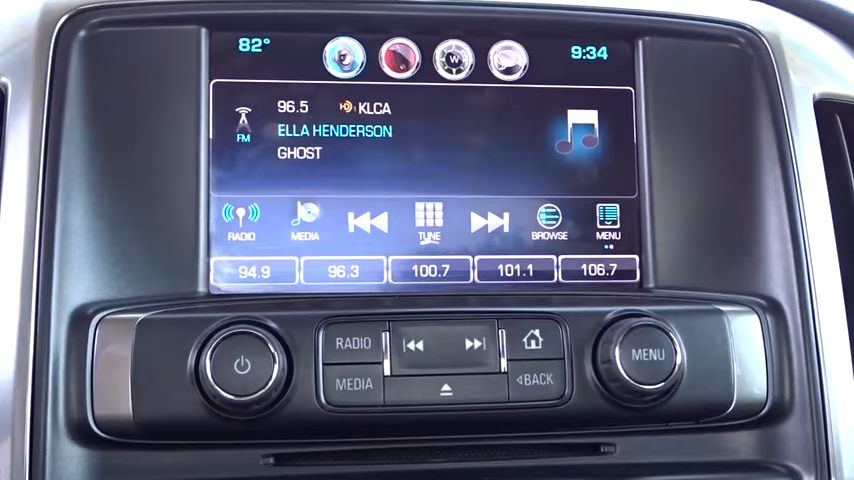 82° W 9:34
96.5 HD1 KLCA
FM ELLA HENDERSON
GHOST
RADIO MEDIA TUNE BROWSE MENU
94.9 96.3 100.7 101.1 106.7
RADIO MENU
MEDIA BACK